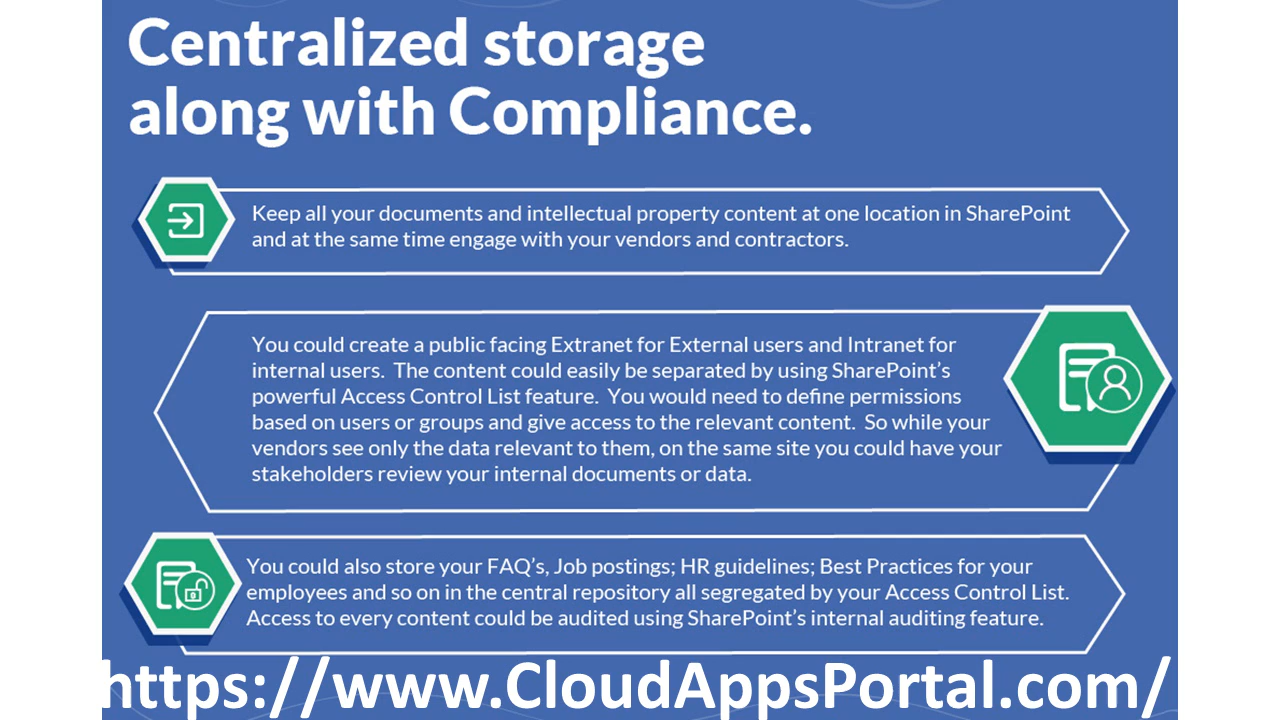 Centralized storage
along with Compliance.
Keep all your documents and intellectual property content at one location in SharePoint
and at the same time engage with your vendors and contractors.
You could create a public facing Extranet for External users and Intranet for
internal users.  The content could easily be separated by using SharePoint's
powerful Access Control List feature.  You would need to define permissions
based on users or groups and give access to the relevant content.  So while your
vendors see only the data relevant to them, on the same site you could have your
stakeholders review your internal documents or data.
You could also store your FAQ's, Job postings; HR guidelines; Best Practices for your
employees and so on in the central repository all segregated by your Access Control List.
Access to every content could be audited using SharePoint's internal auditing feature.
https://www.CloudAppsPortal.com/